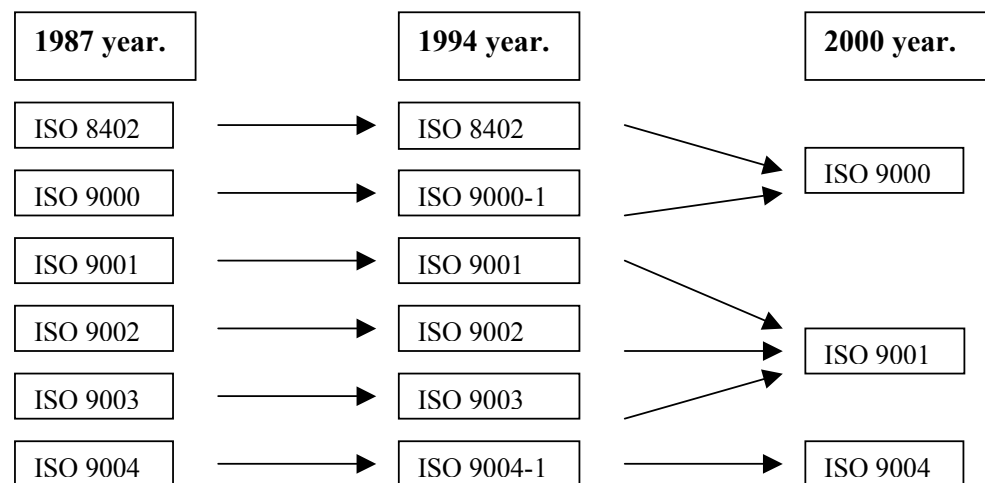 1987 year.
1994 year.
2000 year.
ISO 8402
ISO 8402
ISO 9000
ISO 9000
ISO 9000-1
ISO 9001
ISO 9001
ISO 9002
ISO 9002
ISO 9001
ISO 9003
ISO 9003
ISO 9004
ISO 9004-1
ISO 9004